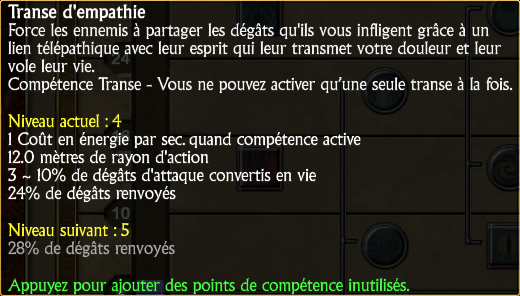 Transe d'empathie
Force les ennemis à partager les dégâts qu'ils vous infligent grâce à un
lien télépathique avec leur esprit qui leur transmet votre douleur et leur
vole leur vie.
Compétence Transe - Vous ne pouvez activer qu'une seule transe à la fois.
24
Niveau actuel : 4
1 Coût en énergie par sec. quand compétence active
12.0 mètres de rayon d'action
3 ~ 10% de dégâts d'attaque convertis en vie
24% de dégâts renvoyés
10
Niveau suivant : 5
28% de dégâts renvoyés
Appuyez pour ajouter des points de compétence inutilisés.